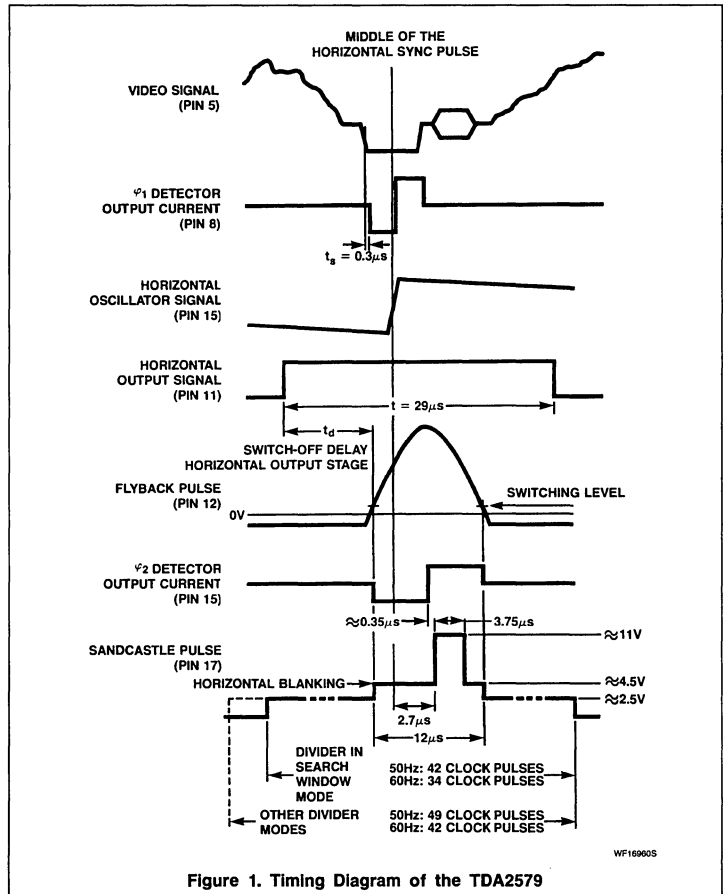 MIDDLE OF THE
HORIZONTAL SYNC PULSE
VIDEO SIGNAL
(PIN 5)
φ1 DETECTOR
OUTPUT CURRENT
(PIN 8)
ts = 0.3μs
HORIZONTAL
OSCILLATOR SIGNAL
(PIN 15)
HORIZONTAL
OUTPUT SIGNAL
(PIN 11)
t = 29μs
td
SWITCH-OFF DELAY
HORIZONTAL OUTPUT STAGE
FLYBACK PULSE
(PIN 12)
SWITCHING LEVEL
0V
φ2 DETECTOR
OUTPUT CURRENT
(PIN 15)
≈0.35μs
3.75μs
≈11V
SANDCASTLE PULSE
(PIN 17)
HORIZONTAL BLANKING
≈4.5V
≈2.5V
2.7μs
12μs
DIVIDER IN
SEARCH
WINDOW
MODE
50Hz: 42 CLOCK PULSES
60Hz: 34 CLOCK PULSES
OTHER DIVIDER
MODES
50Hz: 49 CLOCK PULSES
60Hz: 42 CLOCK PULSES
WF16960S
Figure 1. Timing Diagram of the TDA2579